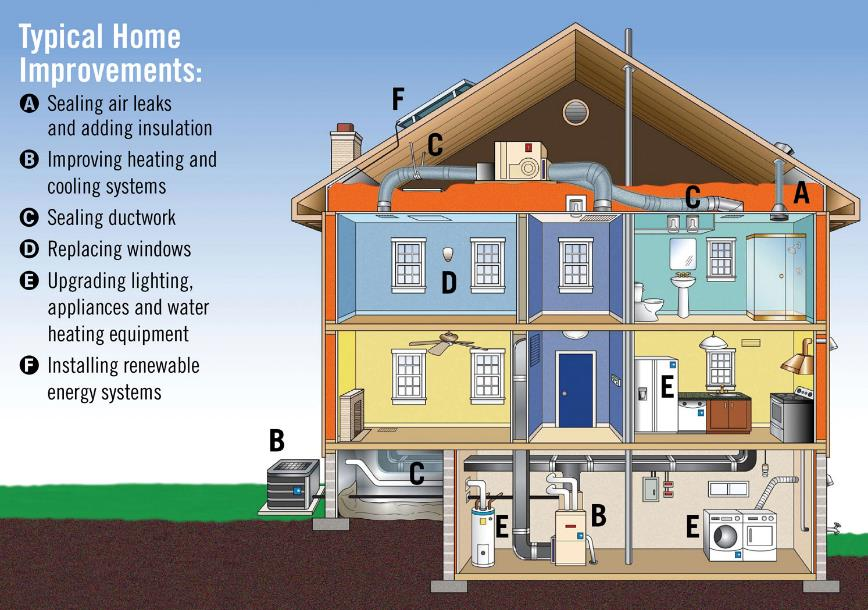 Typical Home
Improvements:
A Sealing air leaks
and adding insulation
B Improving heating and
cooling systems
C Sealing ductwork
D Replacing windows
E Upgrading lighting,
appliances and water
heating equipment
F Installing renewable
energy systems
F
C
C
A
D
E
B
C
E
B
E